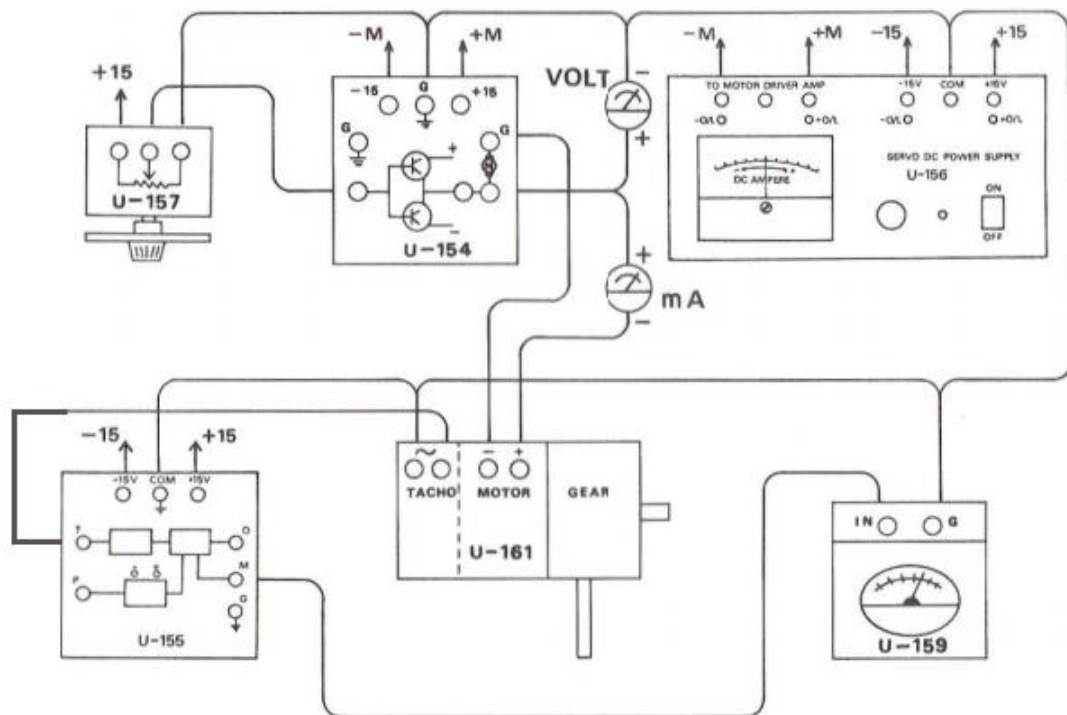 +15
U-157
-M +M
-15 G +15
G G
+
-
U-154
VOLT
-
+
+
mA
-
-M +M -15 +15
TO MOTOR DRIVER AMP -15V COM +15V
-O/L +O/L -O/L +O/L
DC AMPERE
SERVO DC POWER SUPPLY
U-156
ON
OFF
-15 +15
-15V COM +15V
T O
P M
G
U-155
~ - +
TACHO MOTOR GEAR
U-161
IN G
U-159